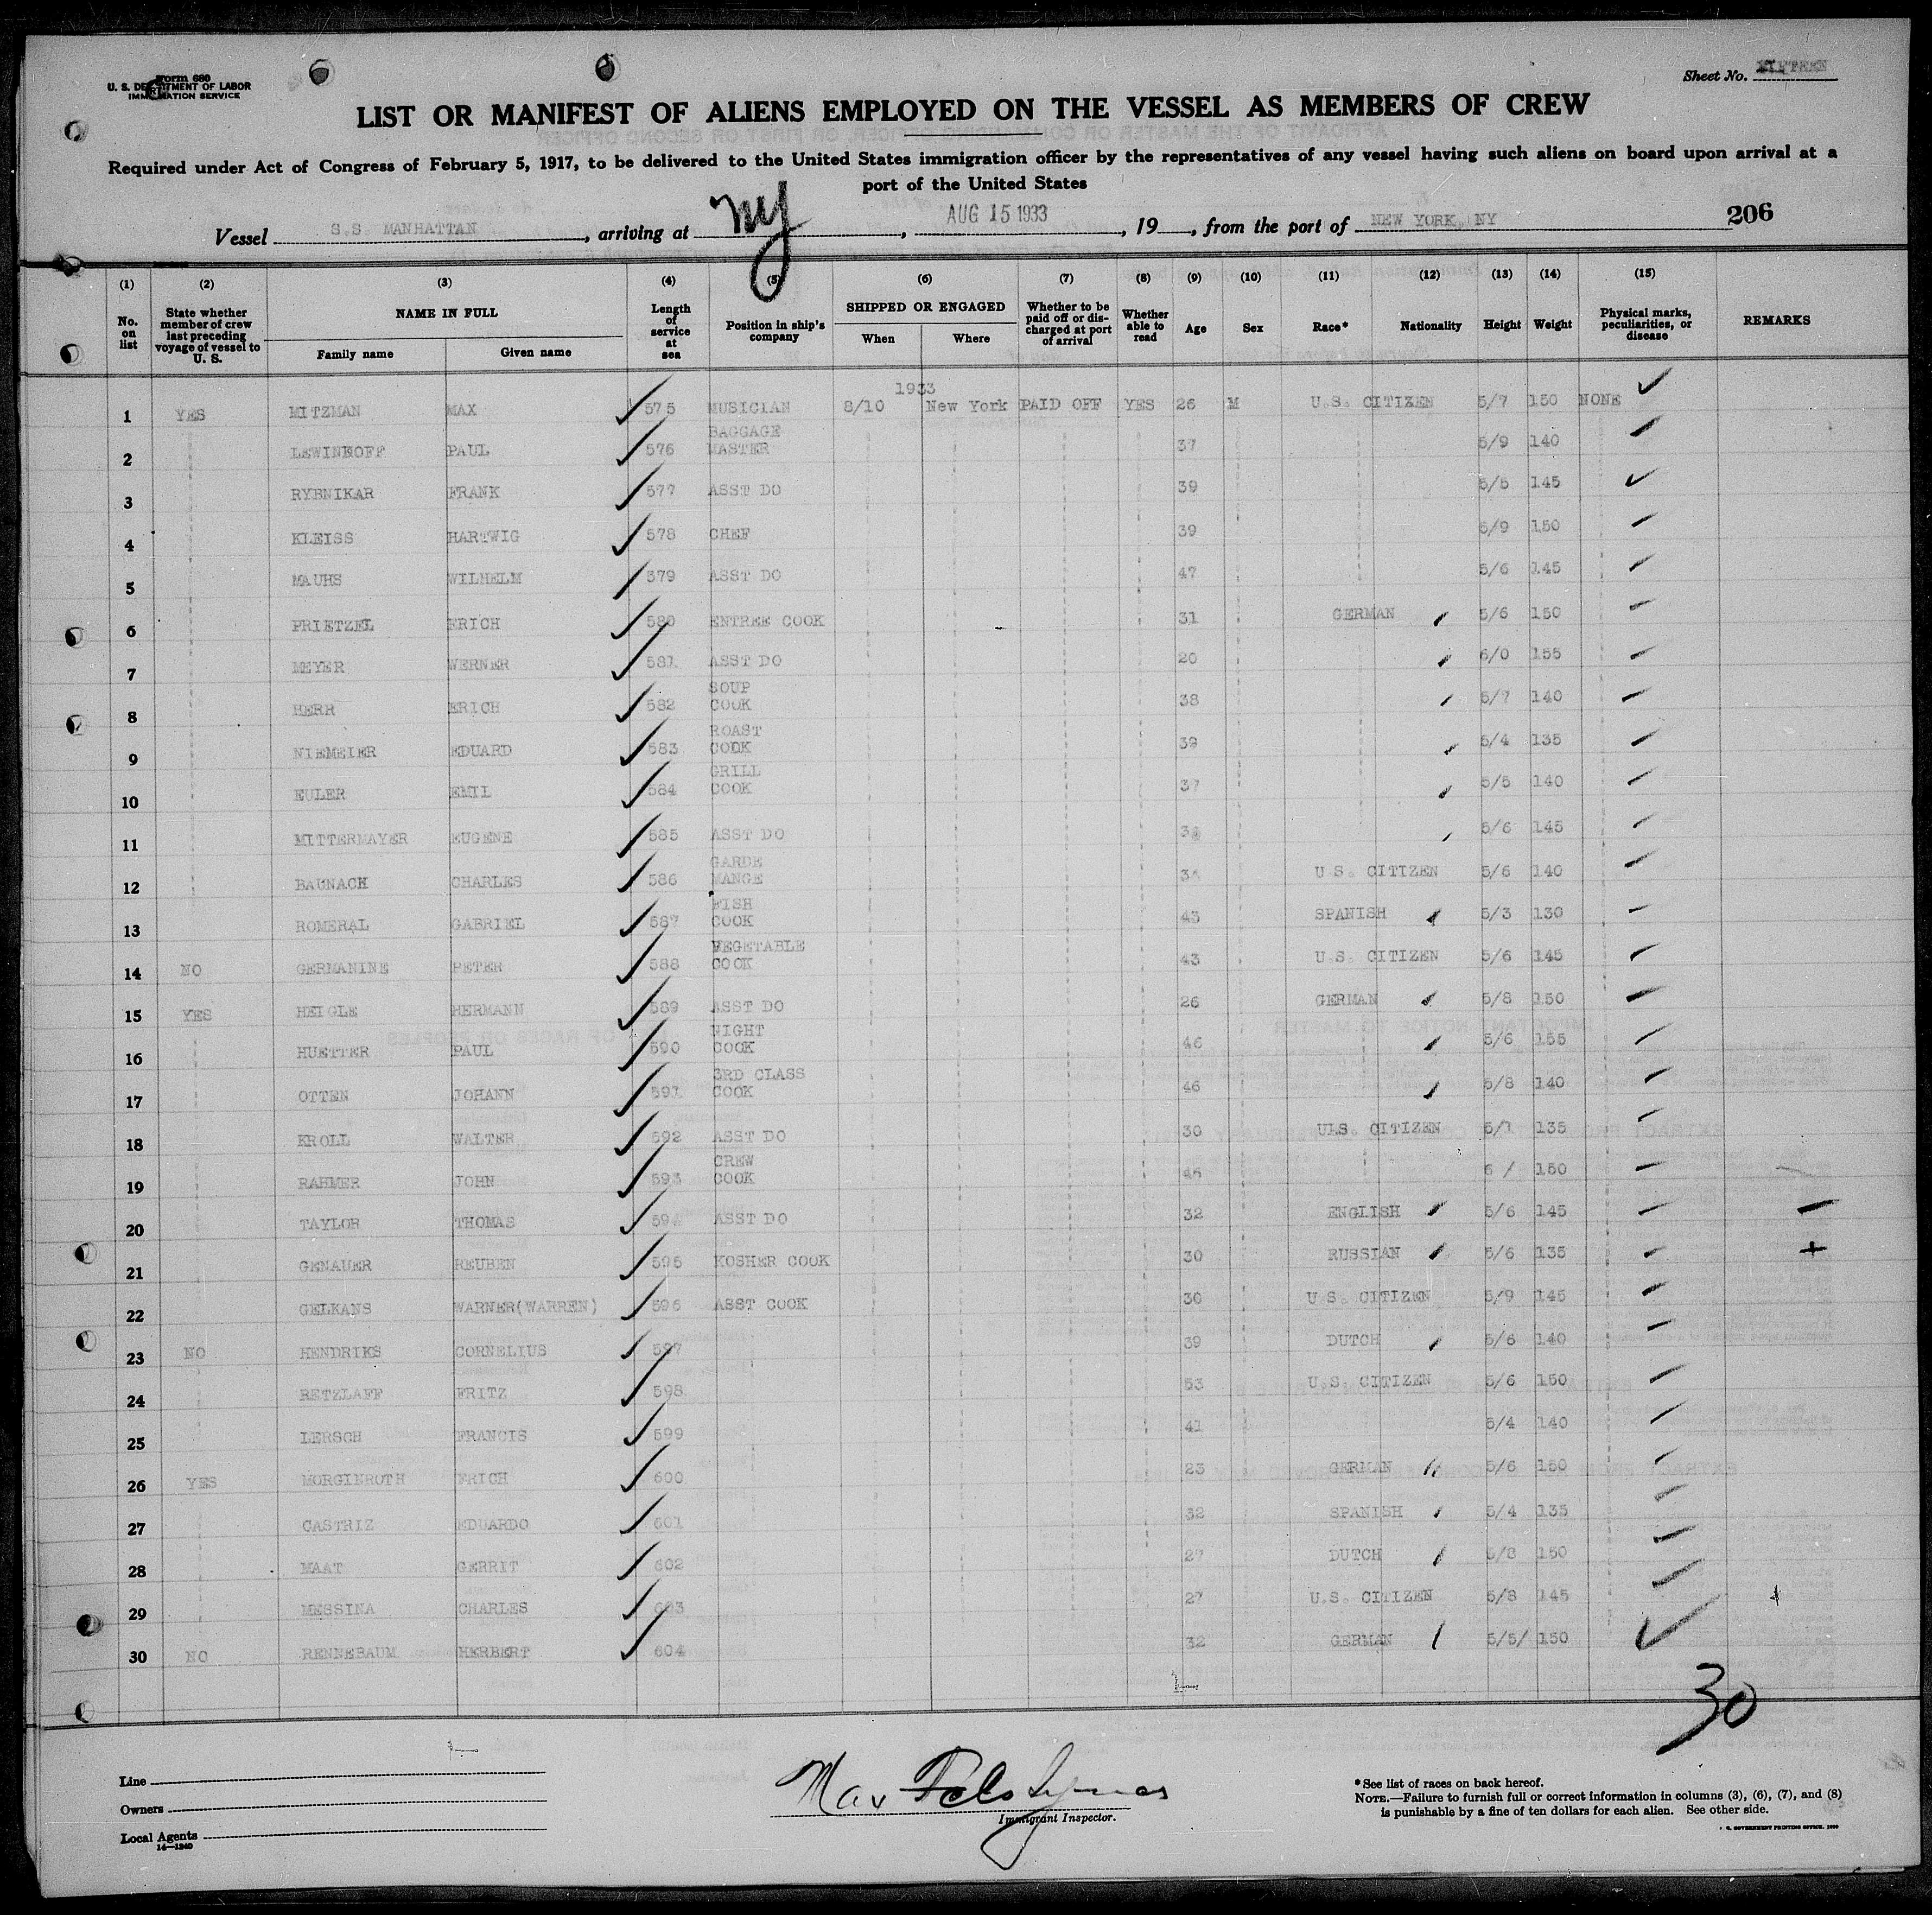 Form 680
U. S. DEPARTMENT OF LABOR
IMMIGRATION SERVICE
Sheet No. FIFTEEN
LIST OR MANIFEST OF ALIENS EMPLOYED ON THE VESSEL AS MEMBERS OF CREW
Required under Act of Congress of February 5, 1917, to be delivered to the United States immigration officer by the representatives of any vessel having such aliens on board upon arrival at a
port of the United States
Vessel S.S. MANHATTAN, arriving at NY, AUG 15 1933, 19, from the port of NEW YORK, NY 206
(1) (2) (3) (4) (5) (6) (7) (8) (9) (10) (11) (12) (13) (14) (15)
No. on list State whether member of crew last preceding voyage of vessel to U. S. NAME IN FULL Family name Given name Length of service at sea Position in ship's company SHIPPED OR ENGAGED When Where Whether to be paid off or discharged at port of arrival Whether able to read Age Sex Race* Nationality Height Weight Physical marks, peculiarities, or disease REMARKS
1933
1 YES MITZMAN MAX 575 MUSICIAN 8/10 New York PAID OFF YES 26 M U.S. CITIZEN 5/7 150 NONE
2 LEWINHOFF PAUL 576 BAGGAGE MASTER 37 5/9 140
3 RYBNIKAR FRANK 577 ASST DO 39 5/5 145
4 KLEISS HARTWIG 578 CHEF 39 5/9 150
5 MAUHS WILHELM 579 ASST DO 47 5/6 145
6 PRIETZEL ERICH 580 ENTREE COOK 31 GERMAN 5/6 150
7 MEYER WERNER 581 ASST DO 20 6/0 155
8 HERR ERICH 582 SOUP COOK 38 5/7 140
9 NIEMEIER EDUARD 583 ROAST COOK 39 5/4 135
10 EULER EMIL 584 GRILL COOK 37 5/5 140
11 MITTERMAYER EUGENE 585 ASST DO 5/6 145
12 BAUNACK CHARLES 586 GARDE MANGE U.S. CITIZEN 5/6 140
13 ROMERAL GABRIEL 587 FISH COOK 43 SPANISH 5/3 130
14 NO GERMANINE PETER 588 VEGETABLE COOK 43 U.S. CITIZEN 5/6 145
15 YES HEIGLE HERMANN 589 ASST DO 26 GERMAN 5/8 150
16 HUETTER PAUL 590 NIGHT COOK 46 5/6 155
17 OTTEN JOHANN 591 3RD CLASS COOK 46 5/8 140
18 KROLL WALTER 592 ASST DO 30 ULS CITIZEN 135
19 RAHMER JOHN 593 CREW COOK 45 6 / 150
20 TAYLOR THOMAS 594 ASST DO 32 ENGLISH 5/6 145
21 GENAUER REUBEN 595 KOSHER COOK 30 RUSSIAN 5/6 135
22 GELKANS WARNER(WARREN) 596 ASST COOK 30 U.S. CITIZEN 5/9 145
23 NO HENDRIKS CORNELIUS 597 39 DUTCH 5/6 140
24 RETZLAFF FRITZ 598 53 U.S. CITIZEN 5/6 150
25 LERSCH FRANCIS 599 41 5/4 140
26 YES MORGINROTH ERICH 600 23 GERMAN 5/6 150
27 CASTRIZ EDUARDO 601 32 SPANISH 5/4 135
28 MAAT GERRIT 602 27 DUTCH 5/8 150
29 MESSINA CHARLES 603 27 U.S. CITIZEN 5/8 145
30 NO RENNEBAUM HERBERT 604 32 GERMAN 5/5/ 150
30
Line
Owners
Local Agents
14—1240
Max
Immigrant Inspector.
* See list of races on back hereof.
NOTE.—Failure to furnish full or correct information in columns (3), (6), (7), and (8)
is punishable by a fine of ten dollars for each alien. See other side.